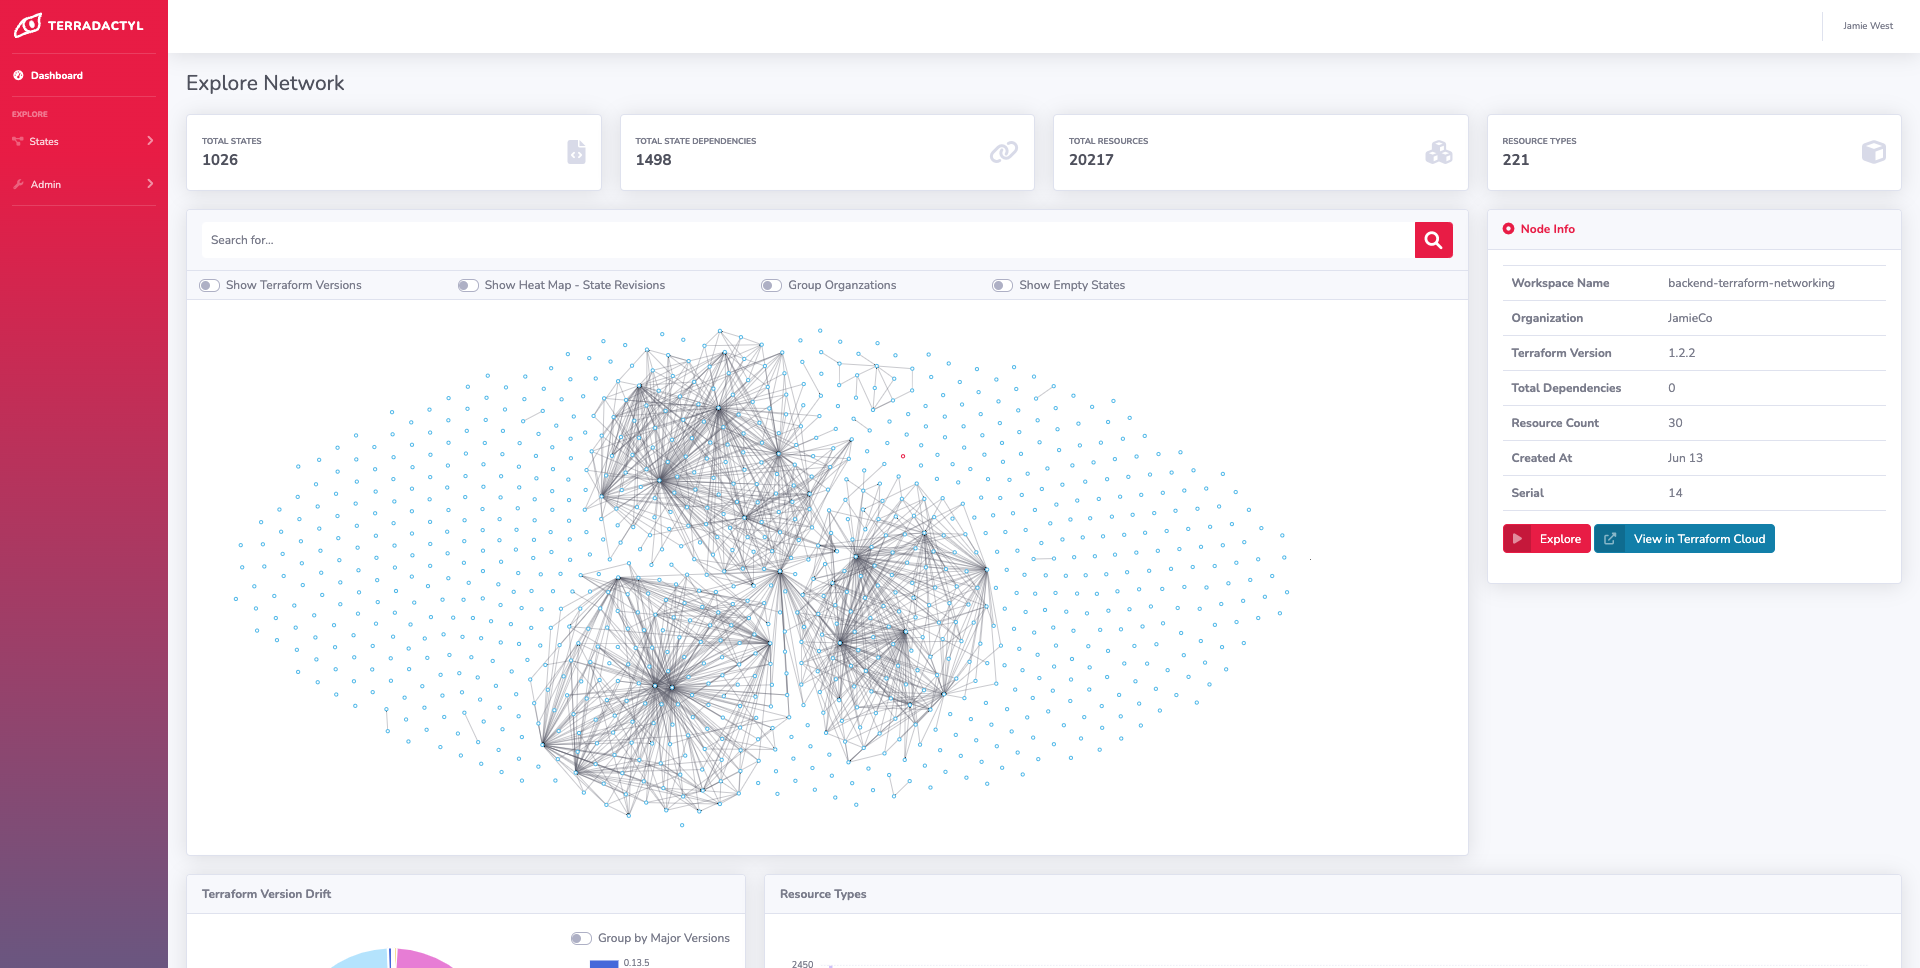 TERRADACTYL
Jamie West
Dashboard
EXPLORE
States
Admin
Explore Network
TOTAL STATES
1026
TOTAL STATE DEPENDENCIES
1498
TOTAL RESOURCES
20217
RESOURCE TYPES
221
Search for...
Show Terraform Versions
Show Heat Map - State Revisions
Group Organzations
Show Empty States
Node Info
Workspace Name backend-terraform-networking
Organization JamieCo
Terraform Version 1.2.2
Total Dependencies 0
Resource Count 30
Created At Jun 13
Serial 14
Explore
View in Terraform Cloud
Terraform Version Drift
Group by Major Versions
0.13.5
Resource Types
2450